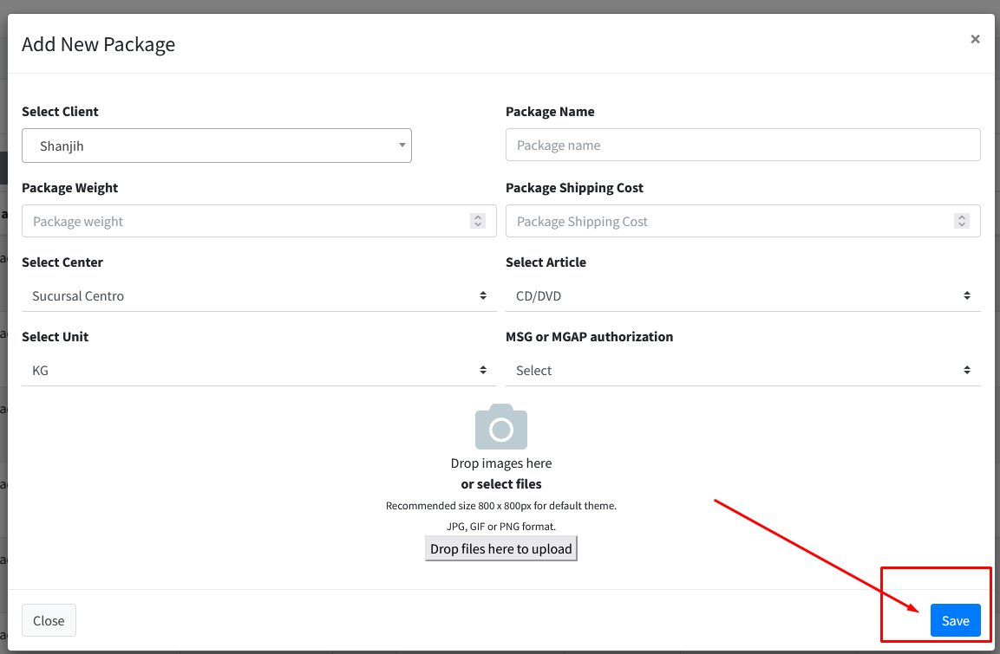 Add New Package
×
Select Client
Package Name
Shanjih
Package name
Package Weight
Package Shipping Cost
Package weight
Package Shipping Cost
Select Center
Select Article
Sucursal Centro
CD/DVD
Select Unit
MSG or MGAP authorization
KG
Select
Drop images here
or select files
Recommended size 800 x 800px for default theme.
JPG, GIF or PNG format.
Drop files here to upload
Close
Save